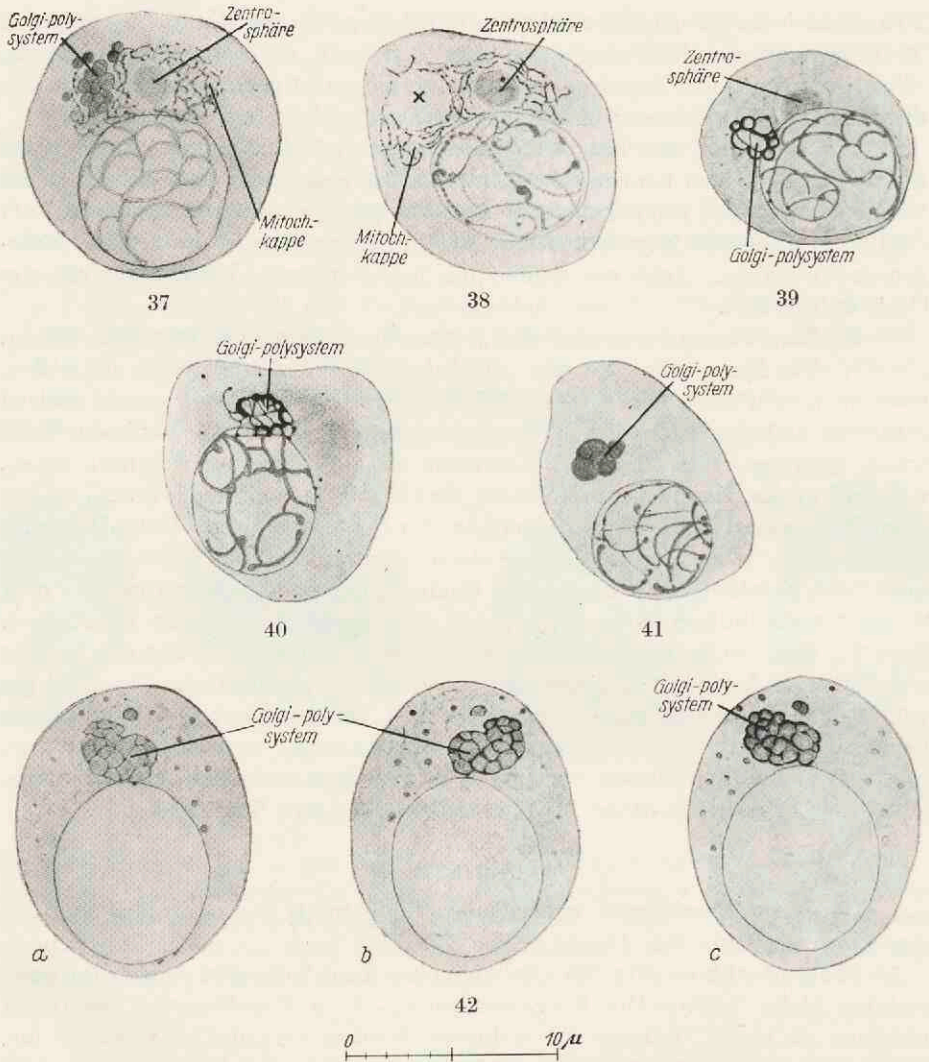 Golgi-poly-
system
Zentro-
sphäre
Mitoch.-
kappe
37
Zentrosphäre
×
Mitoch.-
kappe
38
Zentro-
sphäre
Golgi-polysystem
39
Golgi-polysystem
40
Golgi-poly-
system
41
Golgi-poly-
system
Golgi-poly-
system
a
b
c
42
0 10 µ